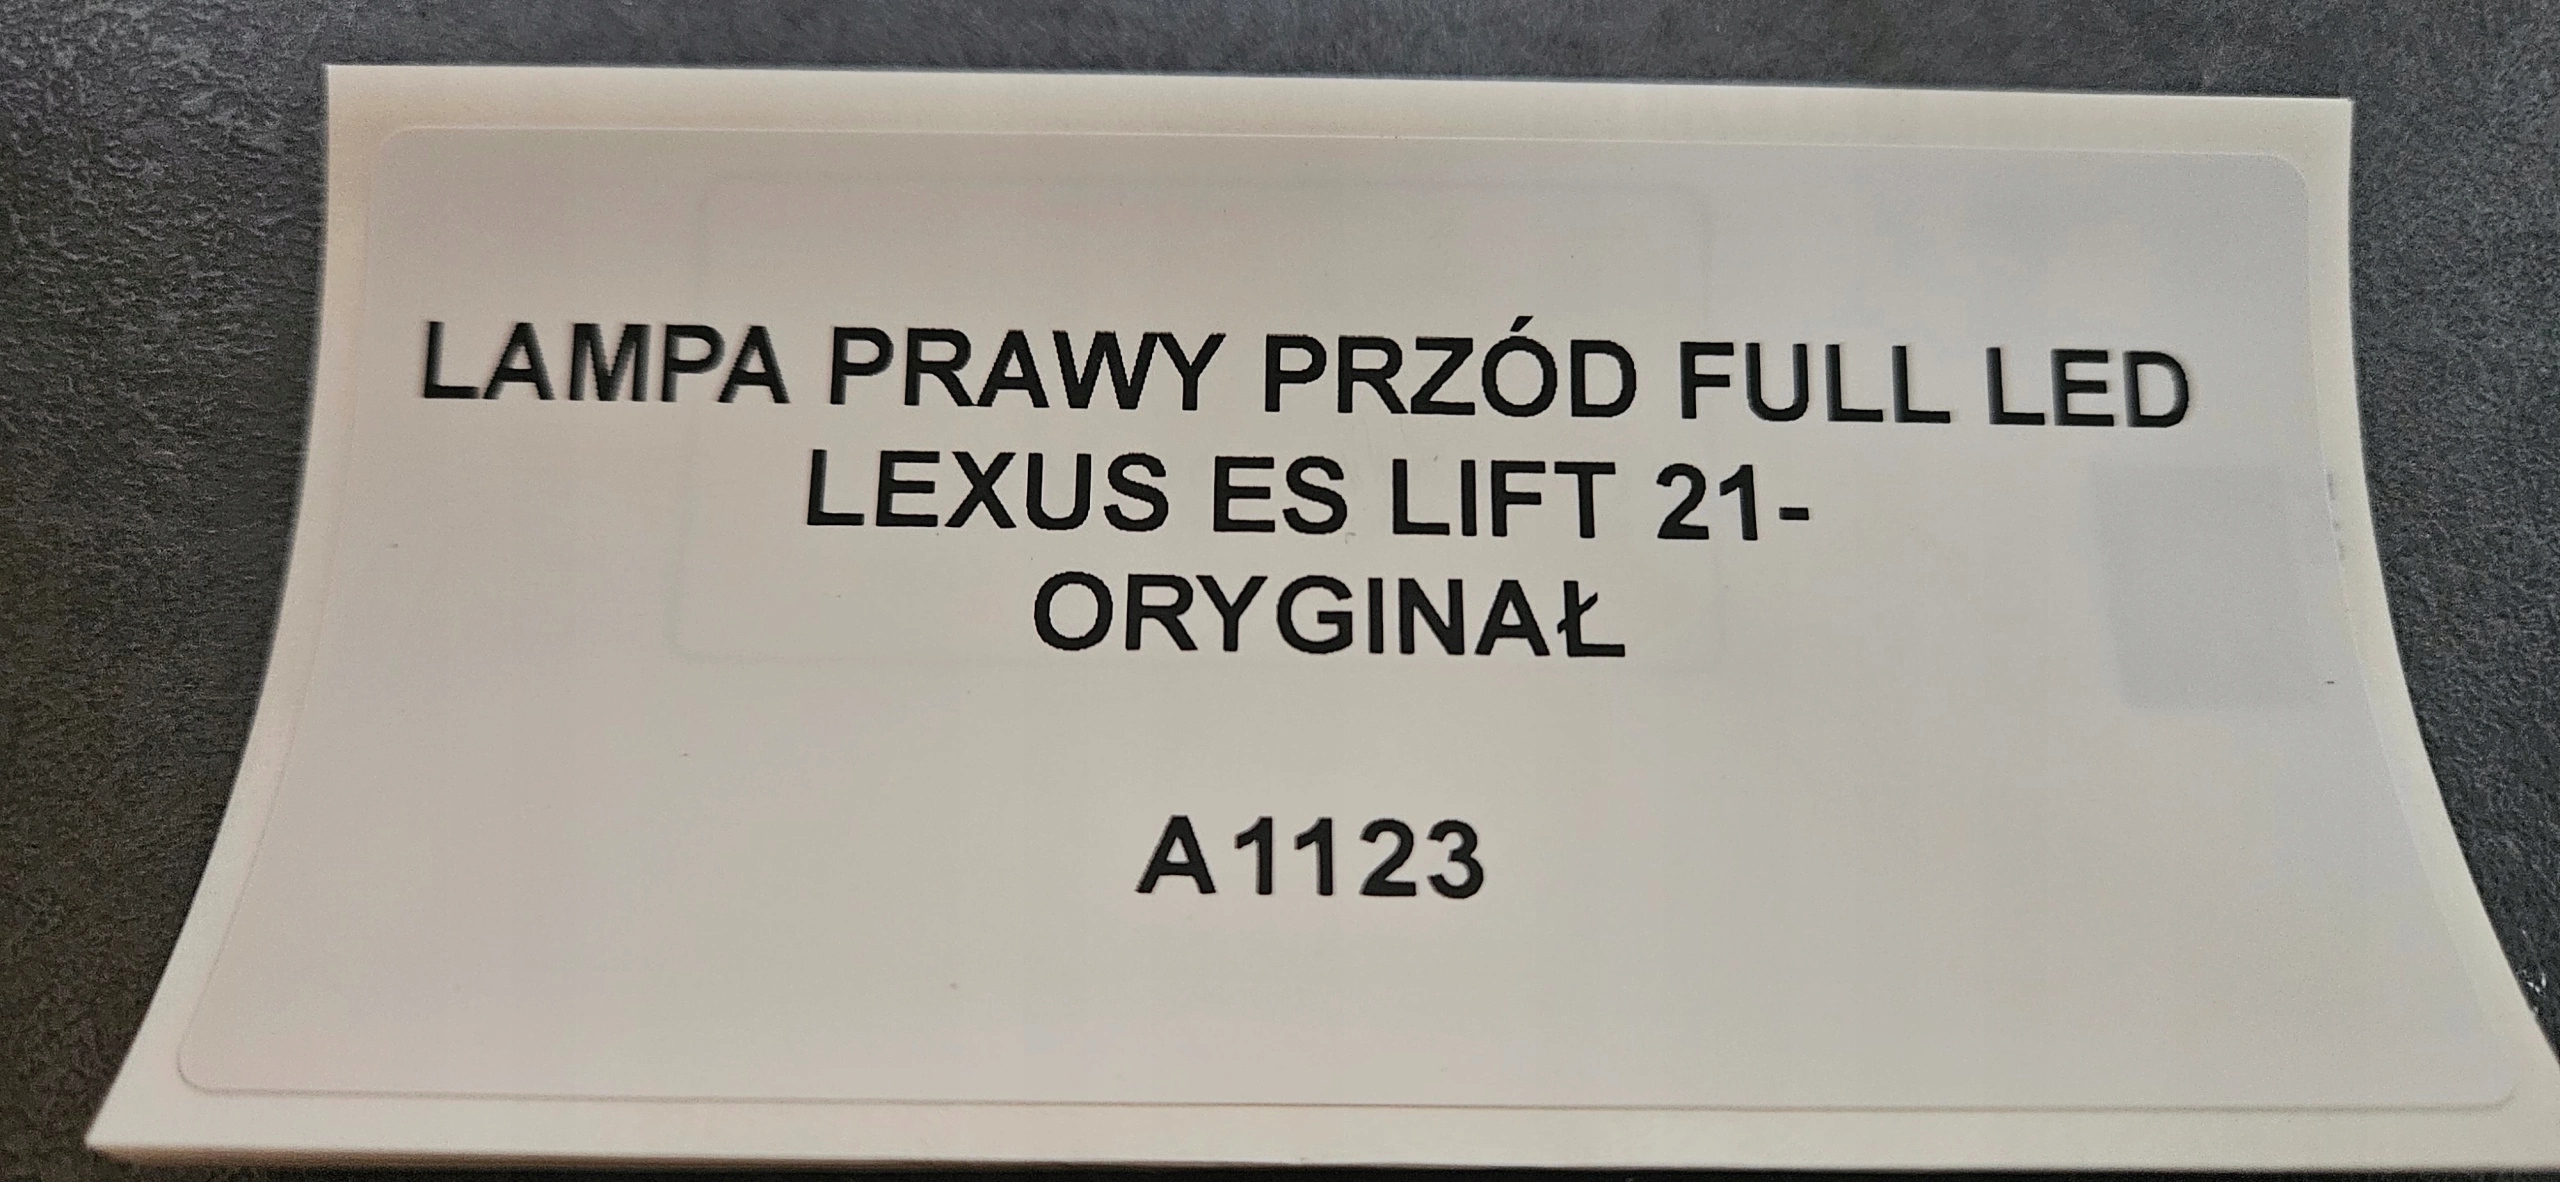 LAMPA PRAWY PRZÓD FULL LED
LEXUS ES LIFT 21-
ORYGINAŁ
A1123